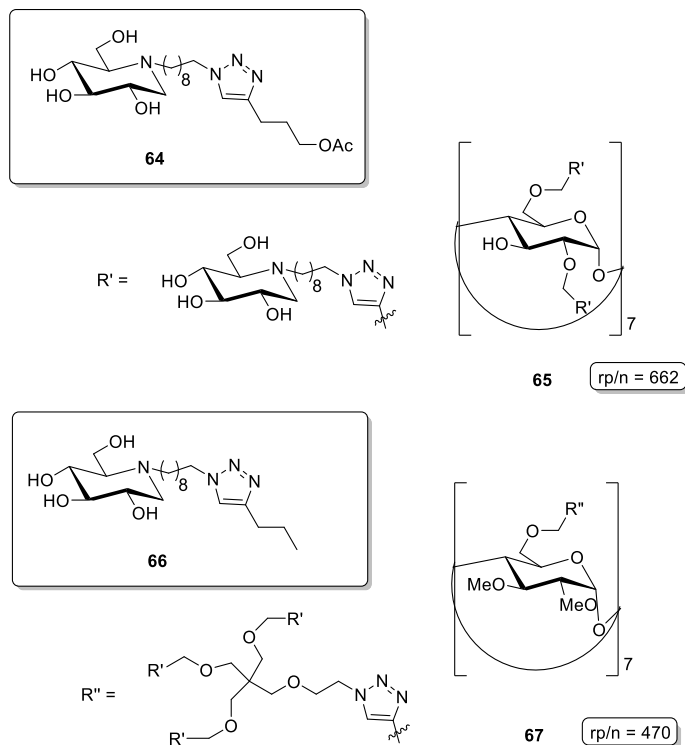 OH
HO
N
HO
OH
8
N
N
N
OAc
64
R' =
OH
HO
N
HO
OH
8
N
N
N
R'
O
O
HO
O
O
R'
7
65
rp/n = 662
OH
HO
N
HO
OH
8
N
N
N
66
R"
O
O
MeO
MeO
O
7
R" =
R'
O
R'
O
O
O
R'
N
N
N
67
rp/n = 470